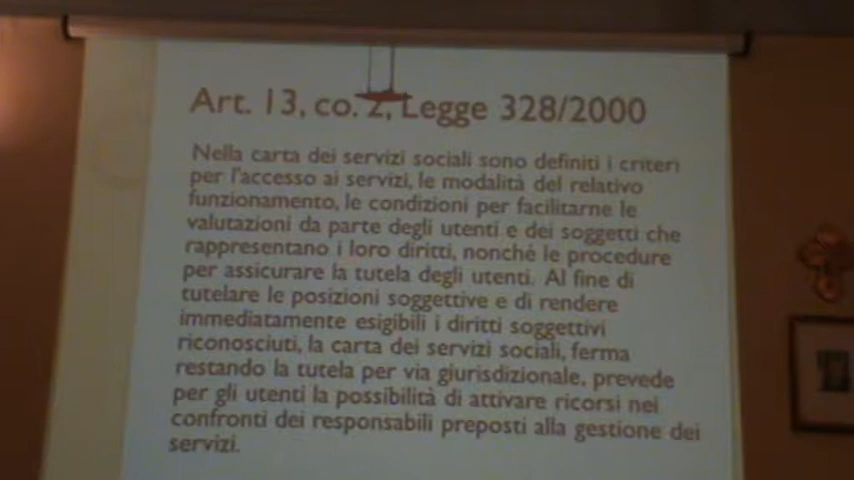 Art. 13, co. 2, Legge 328/2000
Nella carta dei servizi sociali sono definiti i criteri
per l'accesso ai servizi, le modalità del relativo
funzionamento, le condizioni per facilitarne le
valutazioni da parte degli utenti e dei soggetti che
rappresentano i loro diritti, nonché le procedure
per assicurare la tutela degli utenti. Al fine di
tutelare le posizioni soggettive e di rendere
immediatamente esigibili i diritti soggettivi
riconosciuti, la carta dei servizi sociali, ferma
restando la tutela per via giurisdizionale, prevede
per gli utenti la possibilità di attivare ricorsi nei
confronti dei responsabili preposti alla gestione dei
servizi.